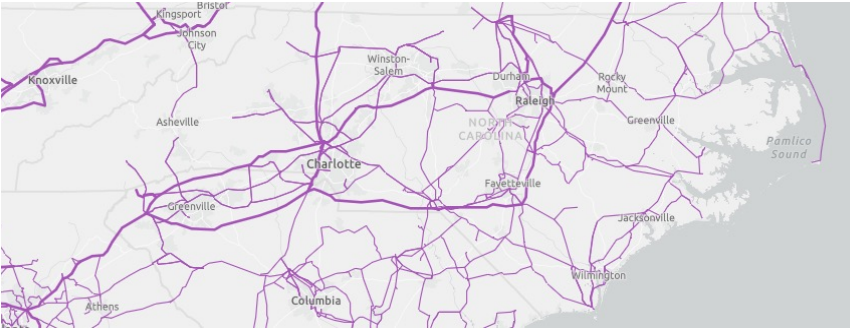 Bristol
Kingsport
Johnson
City
Knoxville
Winston-
Salem
Durham
Rocky
Mount
Raleigh
Asheville
NORTH
CAROLINA
Greenville
Pamlico
Sound
Charlotte
Fayetteville
Greenville
Jacksonville
Wilmington
Columbia
Athens